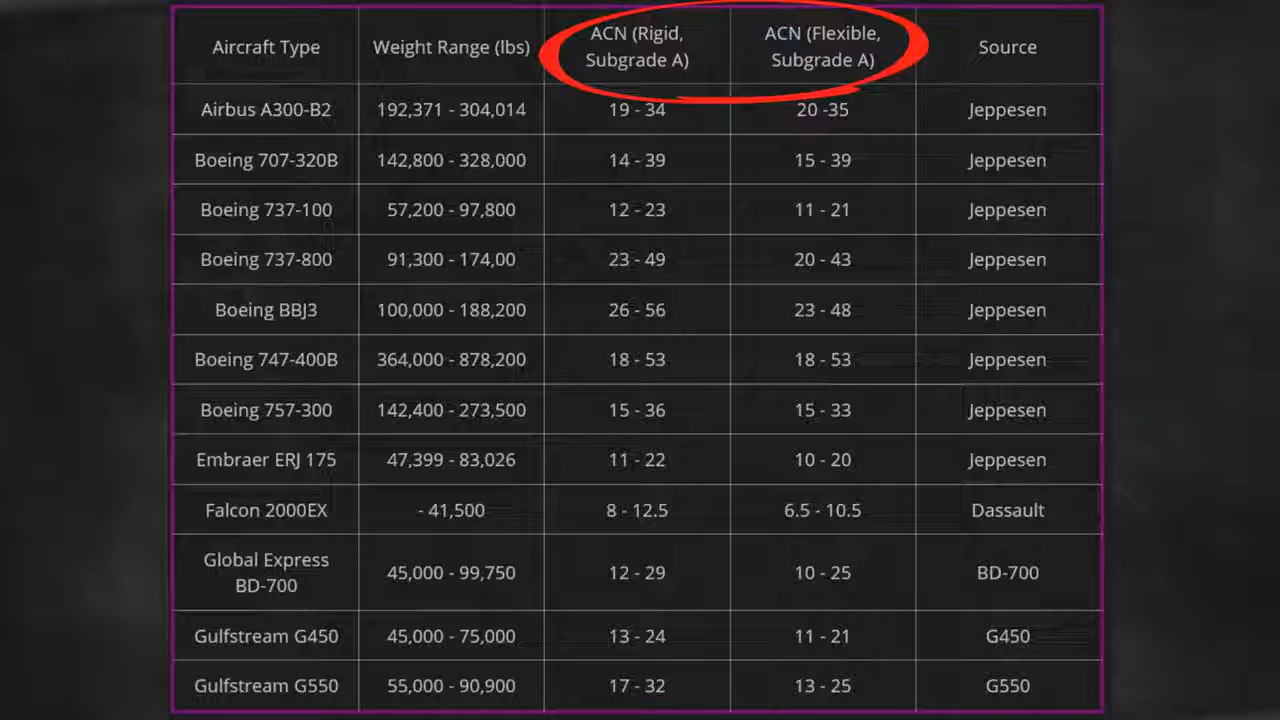 Aircraft Type Weight Range (lbs) ACN (Rigid, Subgrade A) ACN (Flexible, Subgrade A) Source
Airbus A300-B2 192,371 - 304,014 19 - 34 20 -35 Jeppesen
Boeing 707-320B 142,800 - 328,000 14 - 39 15 - 39 Jeppesen
Boeing 737-100 57,200 - 97,800 12 - 23 11 - 21 Jeppesen
Boeing 737-800 91,300 - 174,00 23 - 49 20 - 43 Jeppesen
Boeing BBJ3 100,000 - 188,200 26 - 56 23 - 48 Jeppesen
Boeing 747-400B 364,000 - 878,200 18 - 53 18 - 53 Jeppesen
Boeing 757-300 142,400 - 273,500 15 - 36 15 - 33 Jeppesen
Embraer ERJ 175 47,399 - 83,026 11 - 22 10 - 20 Jeppesen
Falcon 2000EX - 41,500 8 - 12.5 6.5 - 10.5 Dassault
Global Express BD-700 45,000 - 99,750 12 - 29 10 - 25 BD-700
Gulfstream G450 45,000 - 75,000 13 - 24 11 - 21 G450
Gulfstream G550 55,000 - 90,900 17 - 32 13 - 25 G550